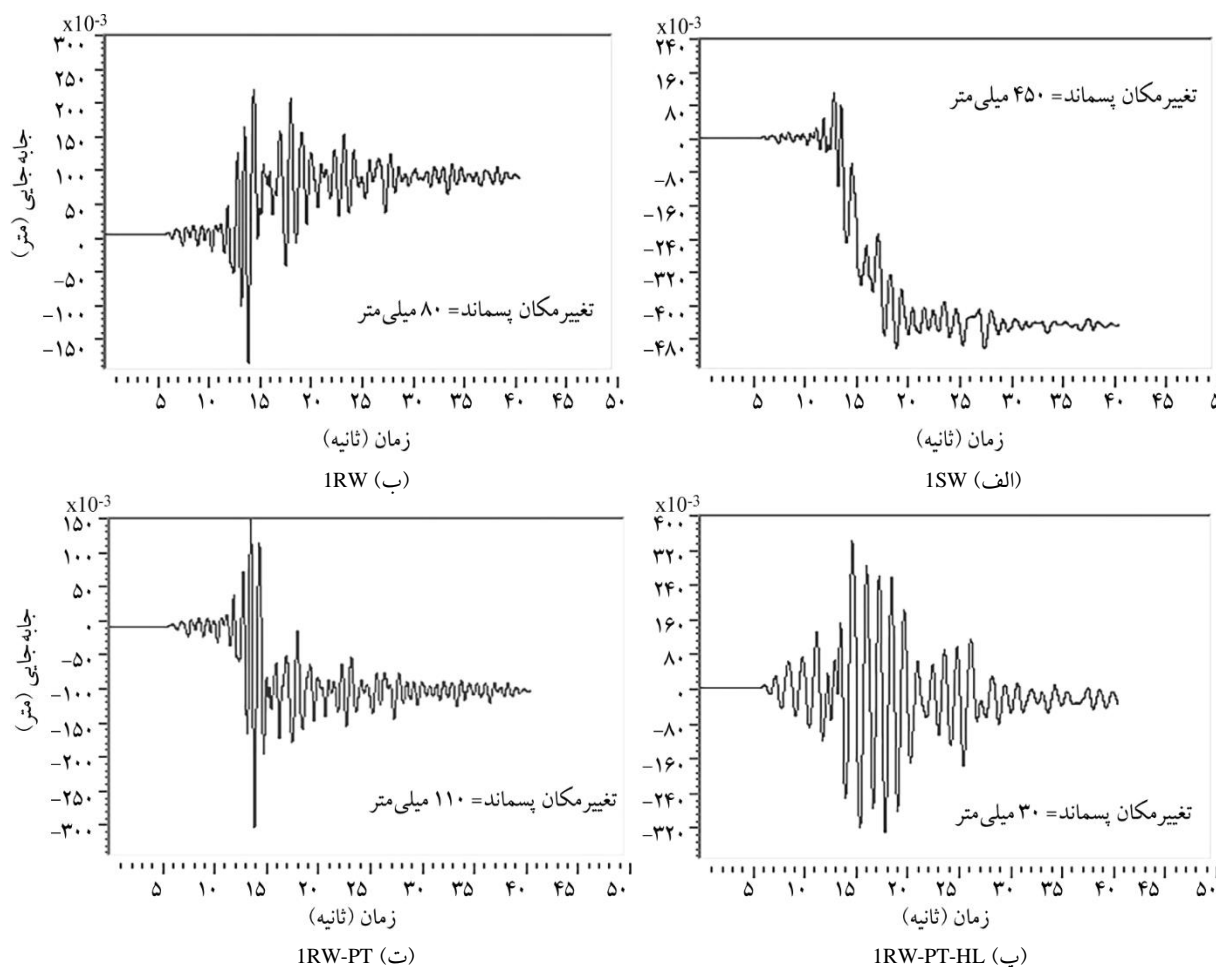 x10-3
۲۴۰
۱۶۰
۸۰
۰
-۸۰
-۱۶۰
-۲۴۰
-۳۲۰
-۴۰۰
-۴۸۰
تغییرمکان پسماند= ۴۵۰ میلی‌متر
۵ ۱۰ ۱۵ ۲۰ ۲۵ ۳۰ ۳۵ ۴۰ ۴۵ ۵
زمان (ثانیه)
(الف) 1SW
x10-3
۳۰۰
۲۵۰
۲۰۰
۱۵۰
۱۰۰
۵۰
۰
-۵۰
-۱۰۰
-۱۵۰
جابه‌جایی (متر)
تغییرمکان پسماند= ۸۰ میلی‌متر
۵ ۱۰ ۱۵ ۲۰ ۲۵ ۳۰ ۳۵ ۴۰ ۴۵ ۵۰
زمان (ثانیه)
(ب) 1RW
x10-3
۴۰۰
۳۲۰
۲۴۰
۱۶۰
۸۰
۰
-۸۰
-۱۶۰
-۲۴۰
-۳۲۰
تغییرمکان پسماند= ۳۰ میلی‌متر
۵ ۱۰ ۱۵ ۲۰ ۲۵ ۳۰ ۳۵ ۴۰ ۴۵ ۵۰
زمان (ثانیه)
(پ) 1RW-PT-HL
x10-3
۱۵۰
۱۰۰
۵۰
۰
-۵۰
-۱۰۰
-۱۵۰
-۲۰۰
-۲۵۰
-۳۰۰
جابه‌جایی (متر)
تغییرمکان پسماند= ۱۱۰ میلی‌متر
۵ ۱۵ ۱۵ ۲۰ ۲۵ ۳۰ ۳۵ ۴۰ ۴۵ ۵۰
زمان (ثانیه)
(ت) 1RW-PT